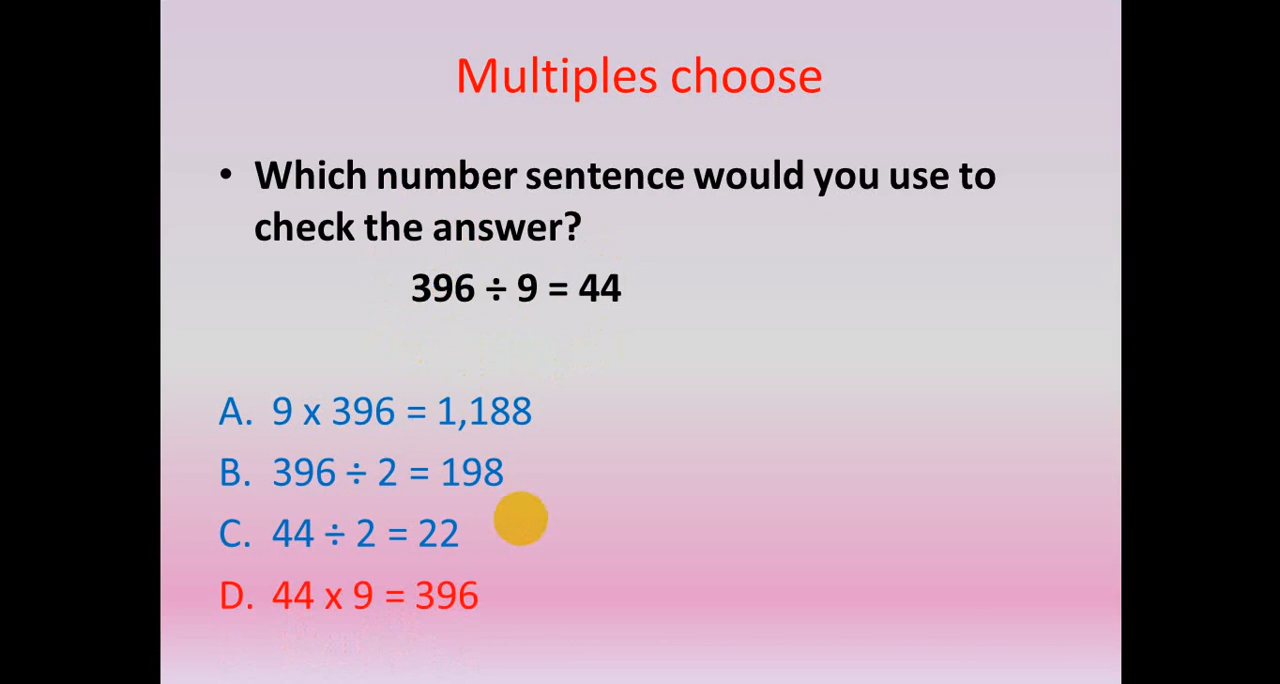 Multiples choose
• Which number sentence would you use to
check the answer?
396 ÷ 9 = 44
A. 9 x 396 = 1,188
B. 396 ÷ 2 = 198
C. 44 ÷ 2 = 22
D. 44 x 9 = 396